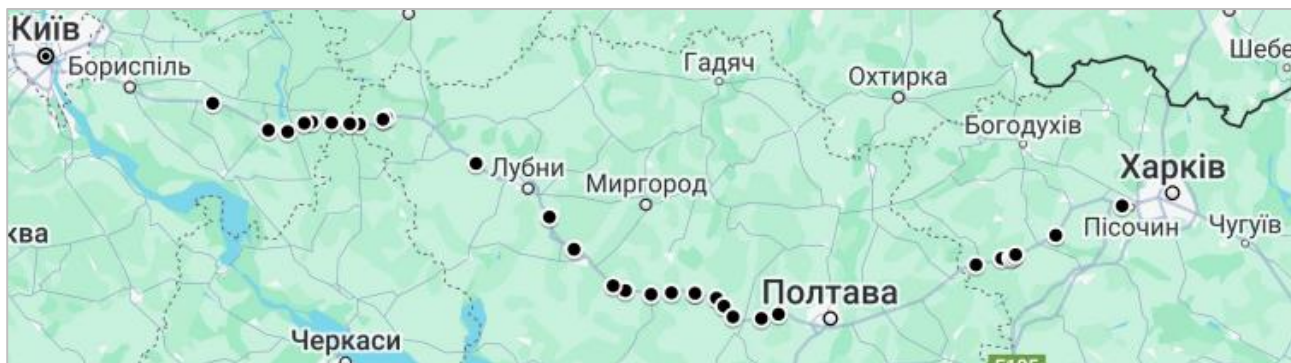 Київ
Бориспіль
Гадяч
Охтирка
Шебе
Богодухів
Харків
Лубни
Миргород
Пісочин
Чугуїв
ква
Полтава
Черкаси